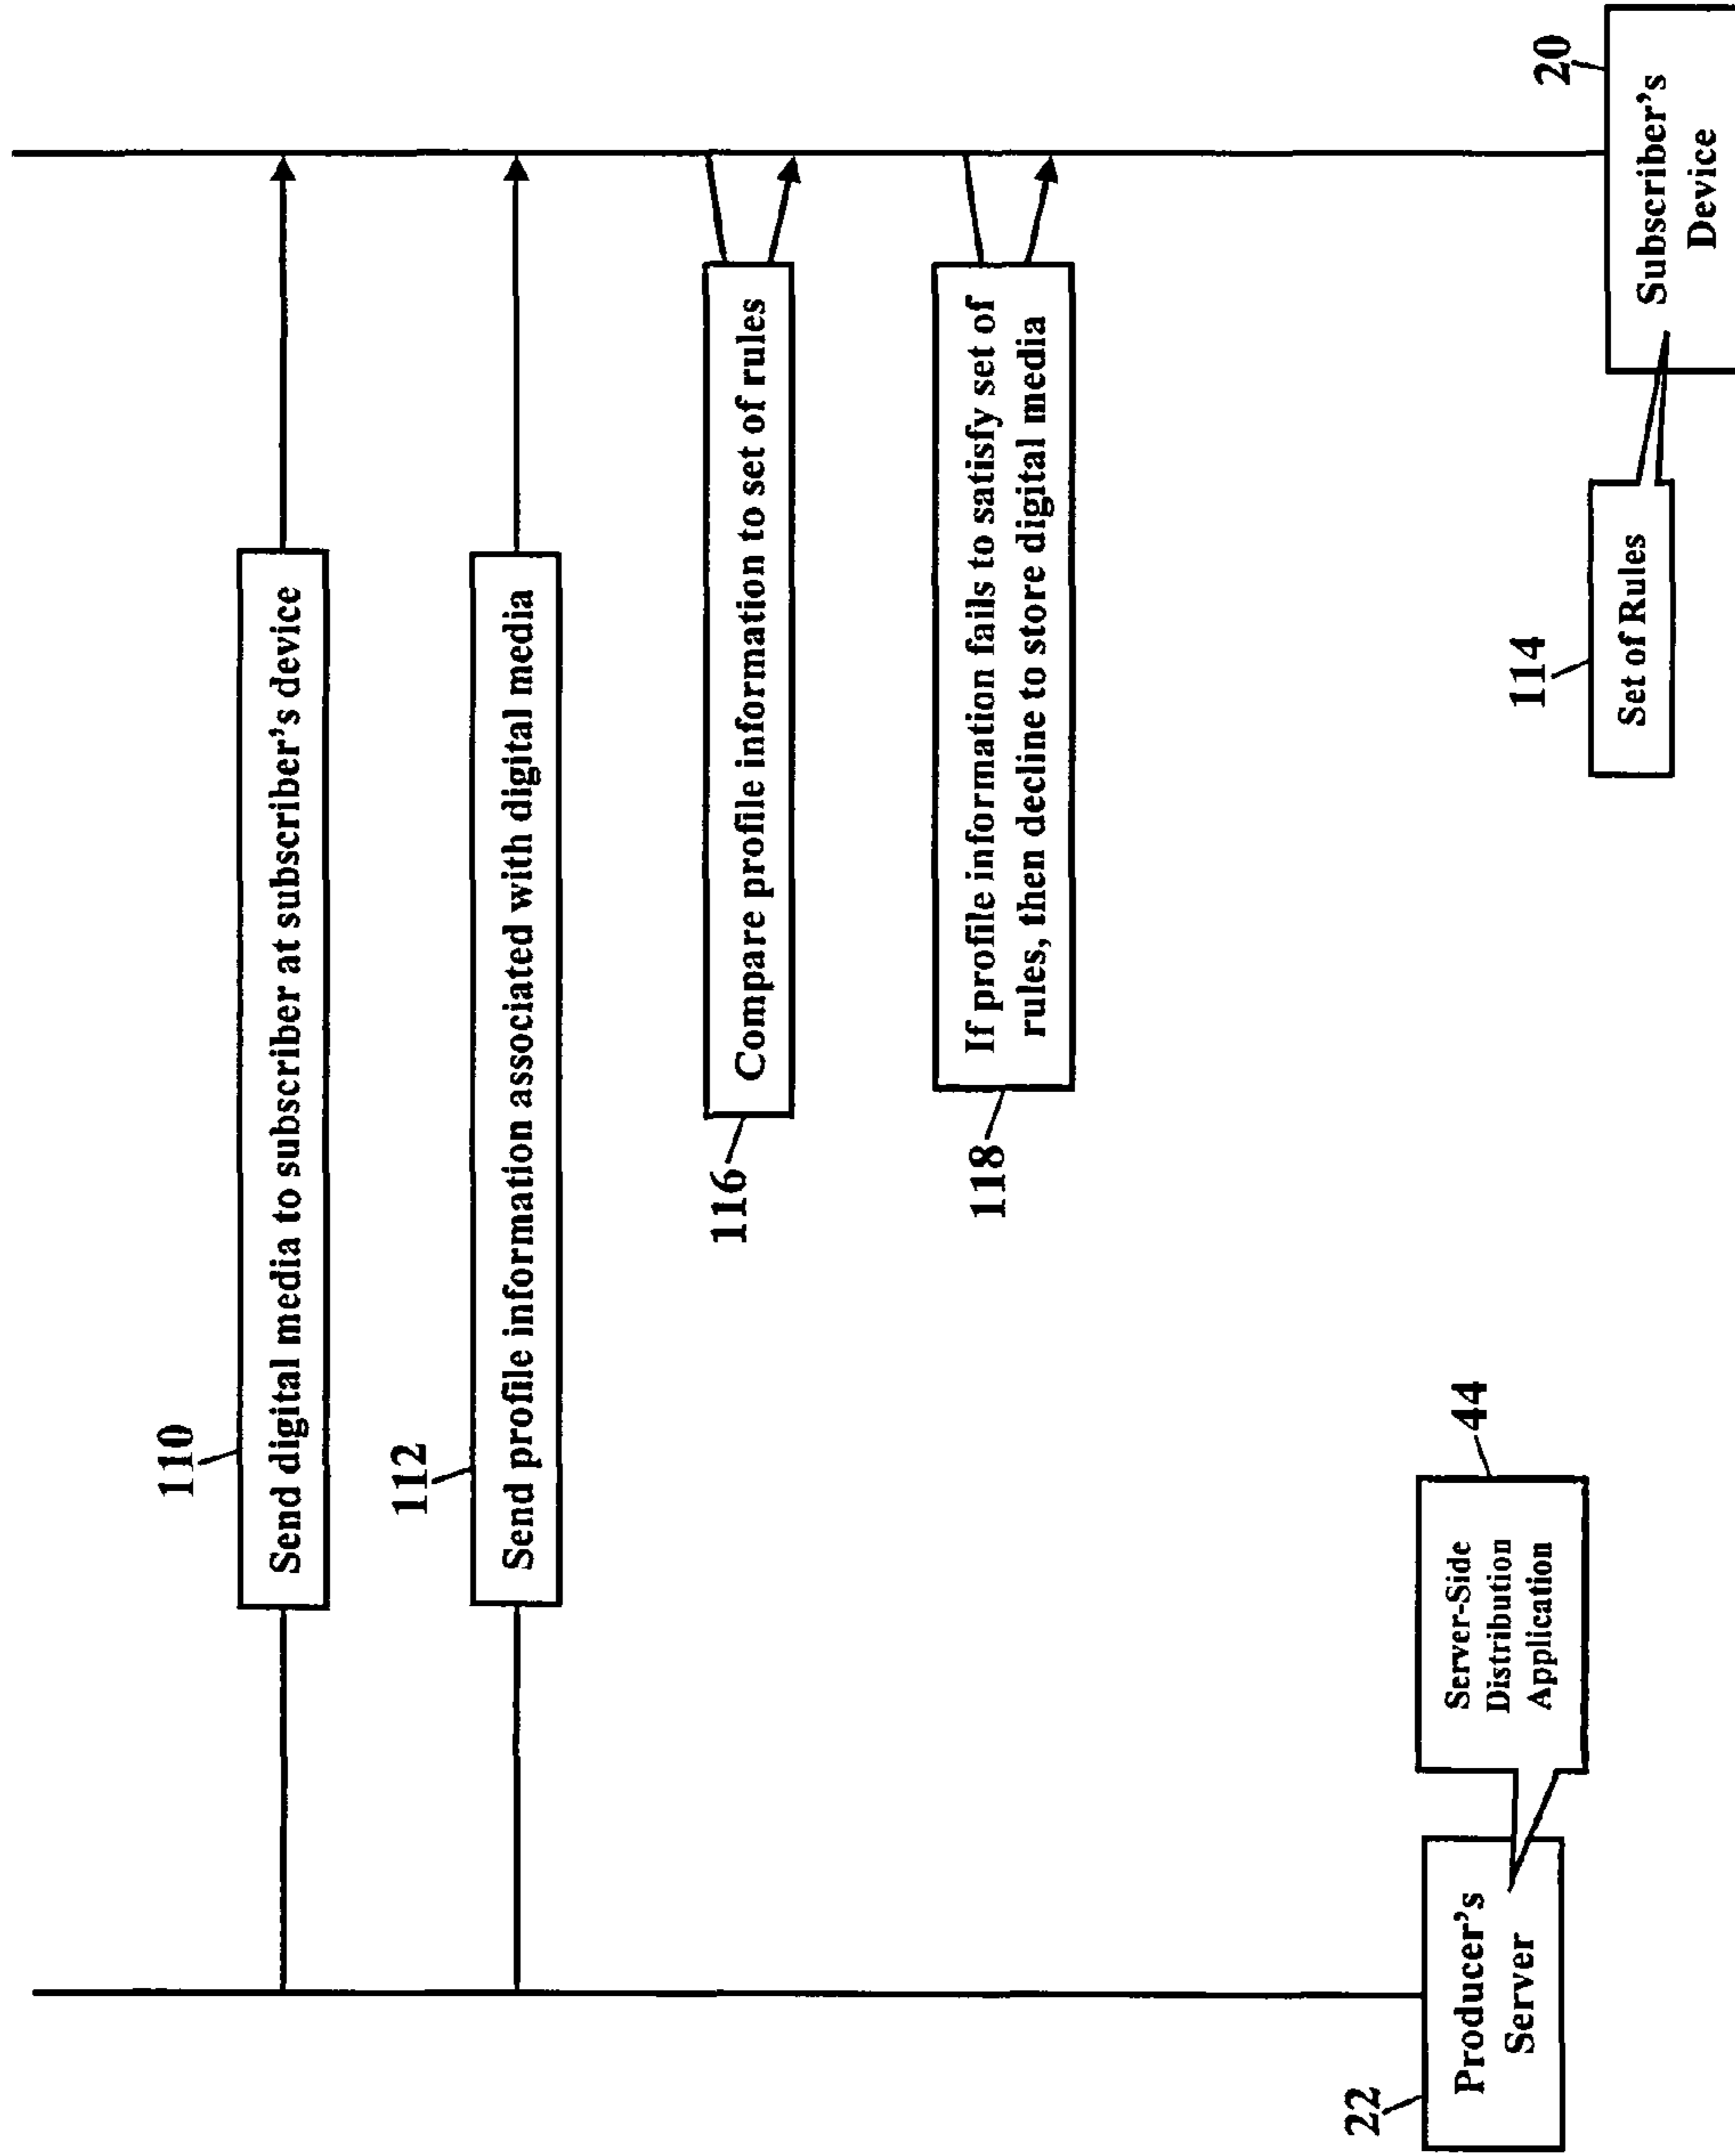 110
Send digital media to subscriber at subscriber's device
112
Send profile information associated with digital media
116
Compare profile information to set of rules
118
If profile information fails to satisfy set of
rules, then decline to store digital media
22
Producer's
Server
44
Server-Side
Distribution
Application
114
Set of Rules
20
Subscriber's
Device